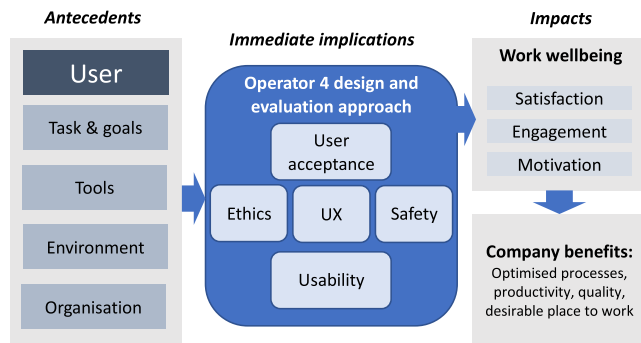 Antecedents
User
Task & goals
Tools
Environment
Organisation
Immediate implications
Operator 4 design and
evaluation approach
User
acceptance
Ethics
UX
Safety
Usability
Impacts
Work wellbeing
Satisfaction
Engagement
Motivation
Company benefits:
Optimised processes,
productivity, quality,
desirable place to work